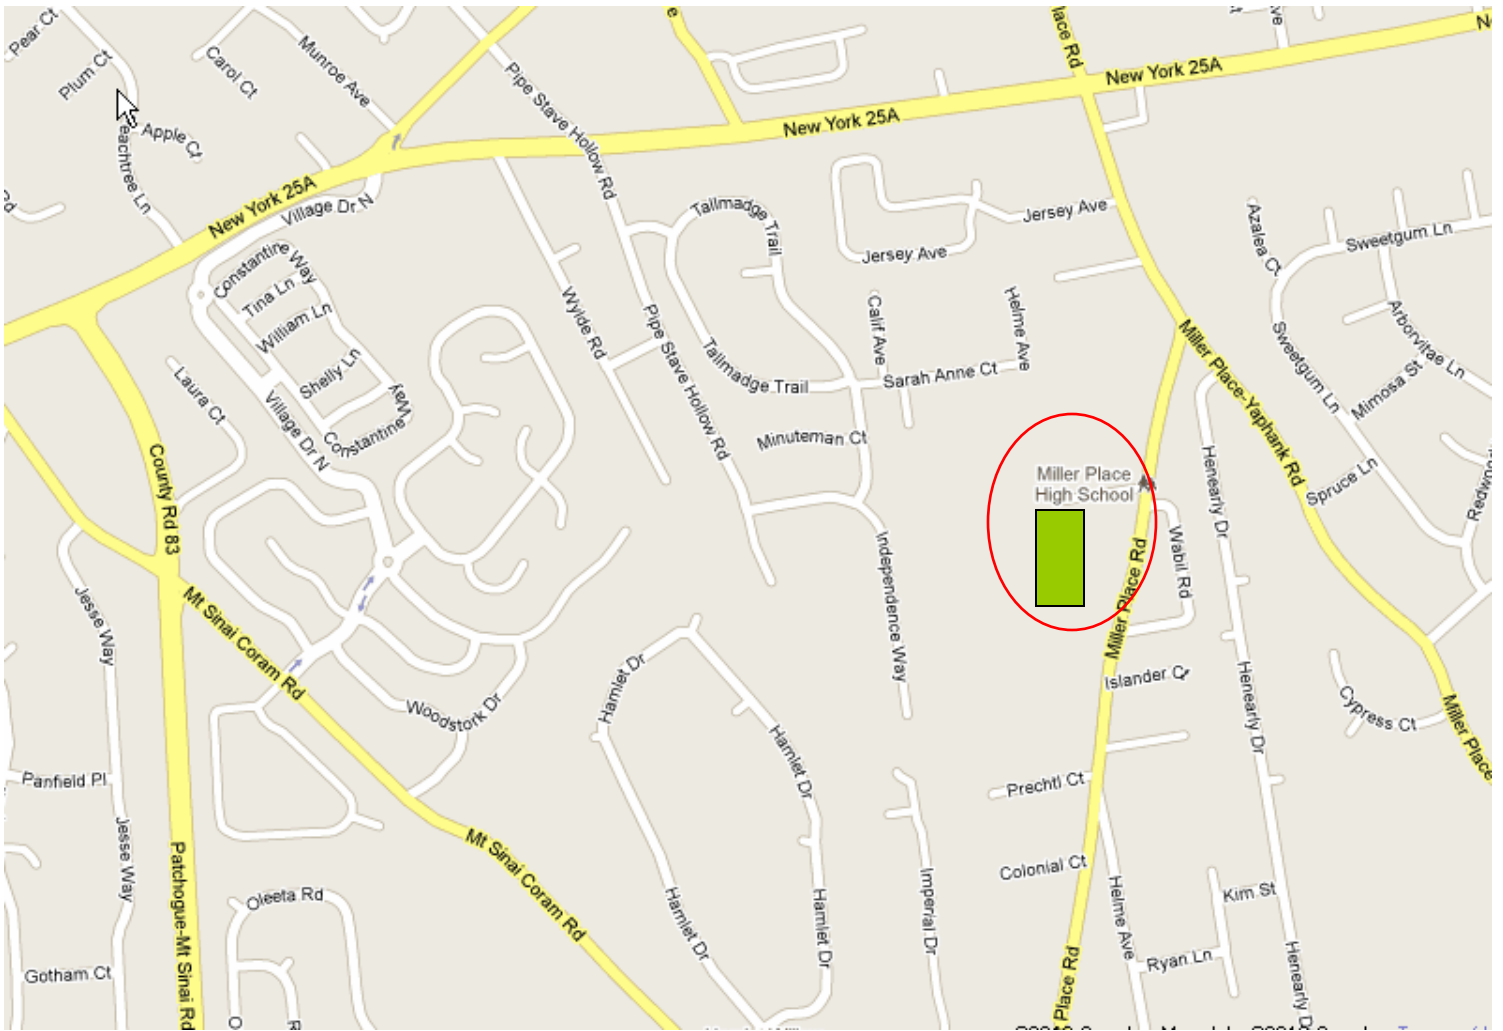 Pear Ct
Plum Ct
Carol Ct
Munroe Ave
Apple Ct
eachtree Ln
Rd
New York 25A
Village Dr N
Pipe Stave Hollow Rd
e
lace Rd
ve
New York 25A
New York 25A
N
Constantine Way
Tina Ln
William Ln
Shelly Ln
Constantine Way
Village Dr N
Laura Ct
County Rd 83
Wylde Rd
Pipe Stave Hollow Rd
Tallmadge Trail
Tallmadge Trail
Jersey Ave
Jersey Ave
Calif Ave
Helme Ave
Sarah Anne Ct
Minuteman Ct
Azalea Ct
Sweetgum Ln
Sweetgum Ln
Arborvitae Ln
Mimosa St
Spruce Ln
Redwo
Miller Place-Yaphank Rd
Miller Place
High School
Henearly Dr
Wabil Rd
Miller Place Rd
Independence Way
Islander C
Henearly Dr
Cypress Ct
Miller Place
Jesse Way
Mt Sinai Coram Rd
Woodstork Dr
Hamlet Dr
Hamlet Dr
Panfield Pl
Jesse Way
Patchogue-Mt Sinai Rd
Mt Sinai Coram Rd
Oleeta Rd
Gotham Ct
Hamlet Dr
Hamlet Dr
Imperial Dr
Prechtl Ct
Colonial Ct
Helme Ave
Kim St
Ryan Ln
Henearly D
Place Rd